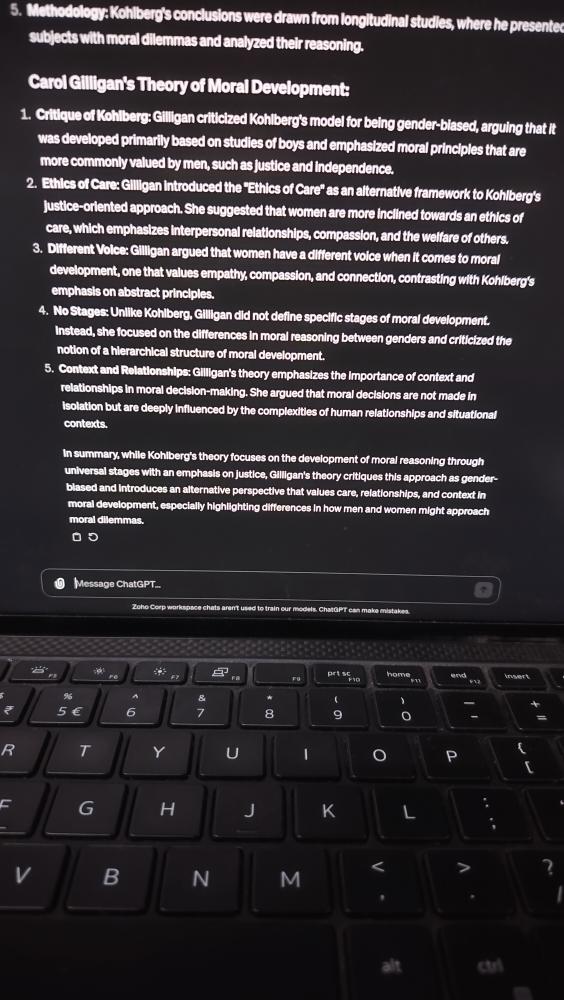 5. Methodology: Kohlberg's conclusions were drawn from longitudinal studies, where he presented
subjects with moral dilemmas and analyzed their reasoning.
Carol Gilligan's Theory of Moral Development:
1. Critique of Kohlberg: Gilligan criticized Kohlberg's model for being gender-biased, arguing that it
was developed primarily based on studies of boys and emphasized moral principles that are
more commonly valued by men, such as justice and independence.
2. Ethics of Care: Gilligan introduced the "Ethics of Care" as an alternative framework to Kohlberg's
justice-oriented approach. She suggested that women are more inclined towards an ethics of
care, which emphasizes interpersonal relationships, compassion, and the welfare of others.
3. Different Voice: Gilligan argued that women have a different voice when it comes to moral
development, one that values empathy, compassion, and connection, contrasting with Kohlberg's
emphasis on abstract principles.
4. No Stages: Unlike Kohlberg, Gilligan did not define specific stages of moral development.
Instead, she focused on the differences in moral reasoning between genders and criticized the
notion of a hierarchical structure of moral development.
5. Context and Relationships: Gilligan's theory emphasizes the importance of context and
relationships in moral decision-making. She argued that moral decisions are not made in
isolation but are deeply influenced by the complexities of human relationships and situational
contexts.
In summary, while Kohlberg's theory focuses on the development of moral reasoning through
universal stages with an emphasis on justice, Gilligan's theory critiques this approach as gender-
biased and introduces an alternative perspective that values care, relationships, and context in
moral development, especially highlighting differences in how men and women might approach
moral dilemmas.
Message ChatGPT...
Zoho Corp workspace chats aren't used to train our models. ChatGPT can make mistakes.
F5 F6 F7 F8 F9 prt sc F10 home F11 end F12 insert
$ % ^ & * ( ) _ +
₹ 5 € 6 7 8 9 0 - =
R T Y U I O P { [
F G H J K L : ;
V B N M < , > . ? /
alt ctrl